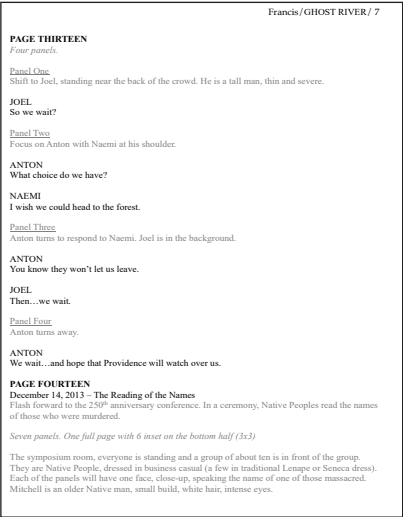 Francis/GHOST RIVER/ 7
PAGE THIRTEEN
Four panels.
Panel One
Shift to Joel, standing near the back of the crowd. He is a tall man, thin and severe.
JOEL
So we wait?
Panel Two
Focus on Anton with Naemi at his shoulder.
ANTON
What choice do we have?
NAEMI
I wish we could head to the forest.
Panel Three
Anton turns to respond to Naemi. Joel is in the background.
ANTON
You know they won't let us leave.
JOEL
Then…we wait.
Panel Four
Anton turns away.
ANTON
We wait…and hope that Providence will watch over us.
PAGE FOURTEEN
December 14, 2013 – The Reading of the Names
Flash forward to the 250th anniversary conference. In a ceremony, Native Peoples read the names
of those who were murdered.
Seven panels. One full page with 6 inset on the bottom half (3x3)
The symposium room, everyone is standing and a group of about ten is in front of the group.
They are Native People, dressed in business casual (a few in traditional Lenape or Seneca dress).
Each of the panels will have one face, close-up, speaking the name of one of those massacred.
Mitchell is an older Native man, small build, white hair, intense eyes.